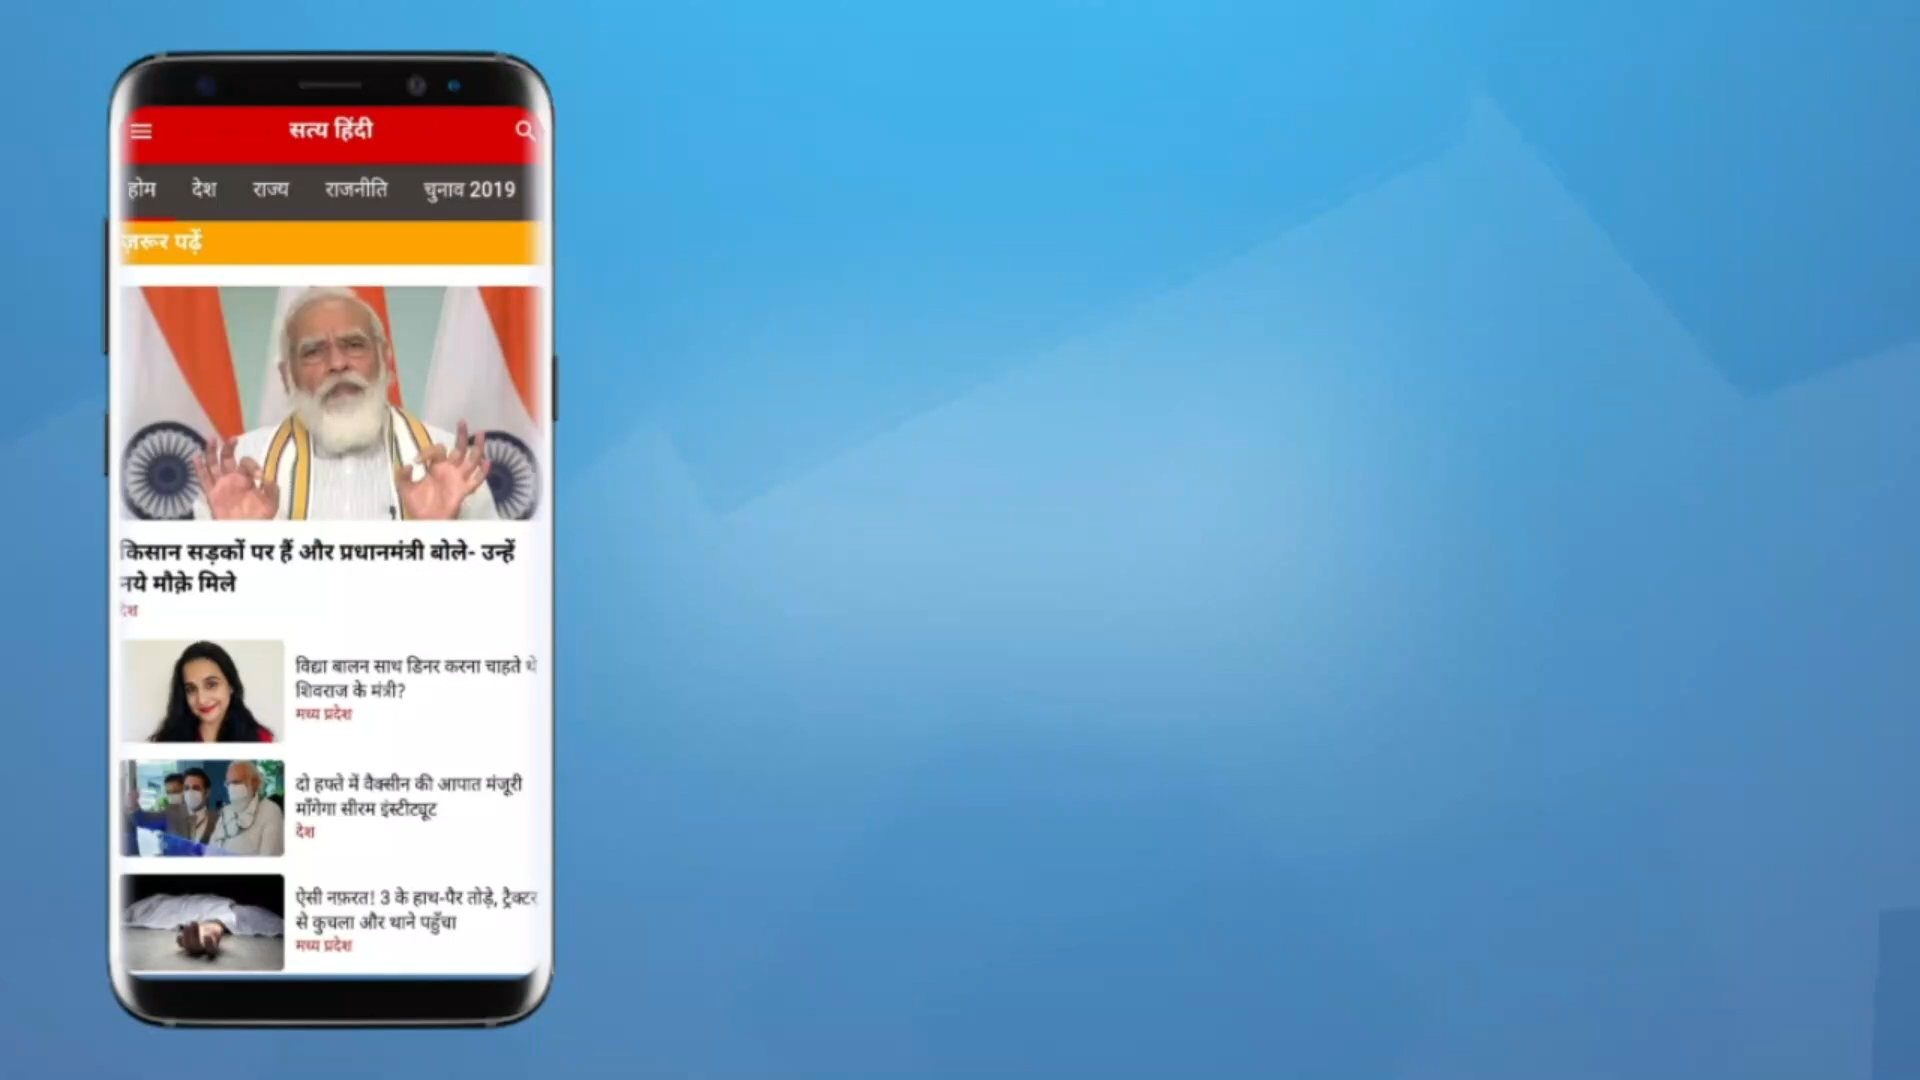 सत्य हिंदी
होम देश राज्य राजनीति चुनाव 2019
ज़रूर पढ़ें
किसान सड़कों पर हैं और प्रधानमंत्री बोले- उन्हें
नये मौक़े मिले
देश
विद्या बालन साथ डिनर करना चाहते थे
शिवराज के मंत्री?
मध्य प्रदेश
दो हफ्ते में वैक्सीन की आपात मंजूरी
माँगेगा सीरम इंस्टीट्यूट
देश
ऐसी नफ़रत! 3 के हाथ-पैर तोड़े, ट्रैक्टर
से कुचला और थाने पहुँचा
मध्य प्रदेश